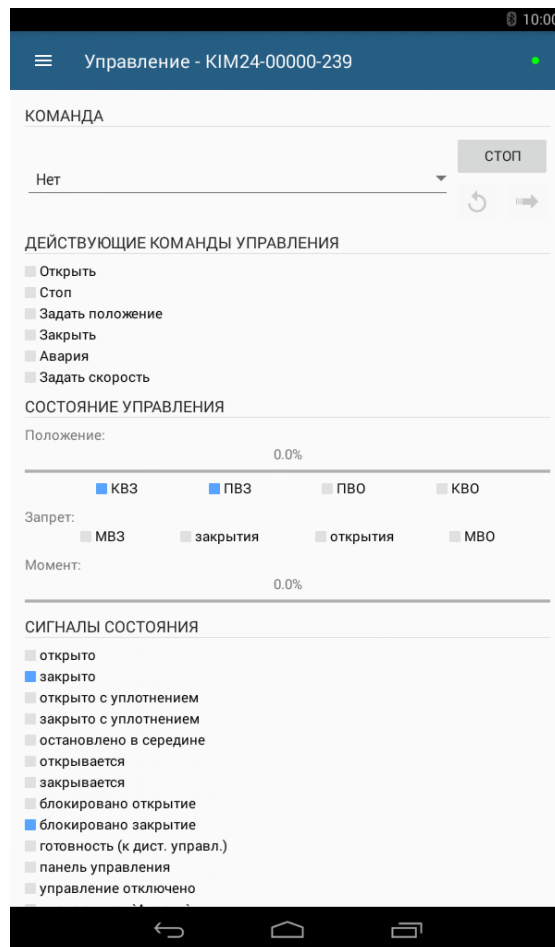 10:00
Управление - KIM24-00000-239
КОМАНДА
СТОП
Нет
ДЕЙСТВУЮЩИЕ КОМАНДЫ УПРАВЛЕНИЯ
Открыть
Стоп
Задать положение
Закрыть
Авария
Задать скорость
СОСТОЯНИЕ УПРАВЛЕНИЯ
Положение:
0.0%
КВЗ ПВЗ ПВО КВО
Запрет:
МВЗ закрытия открытия МВО
Момент:
0.0%
СИГНАЛЫ СОСТОЯНИЯ
открыто
закрыто
открыто с уплотнением
закрыто с уплотнением
остановлено в середине
открывается
закрывается
блокировано открытие
блокировано закрытие
готовность (к дист. управл.)
панель управления
управление отключено